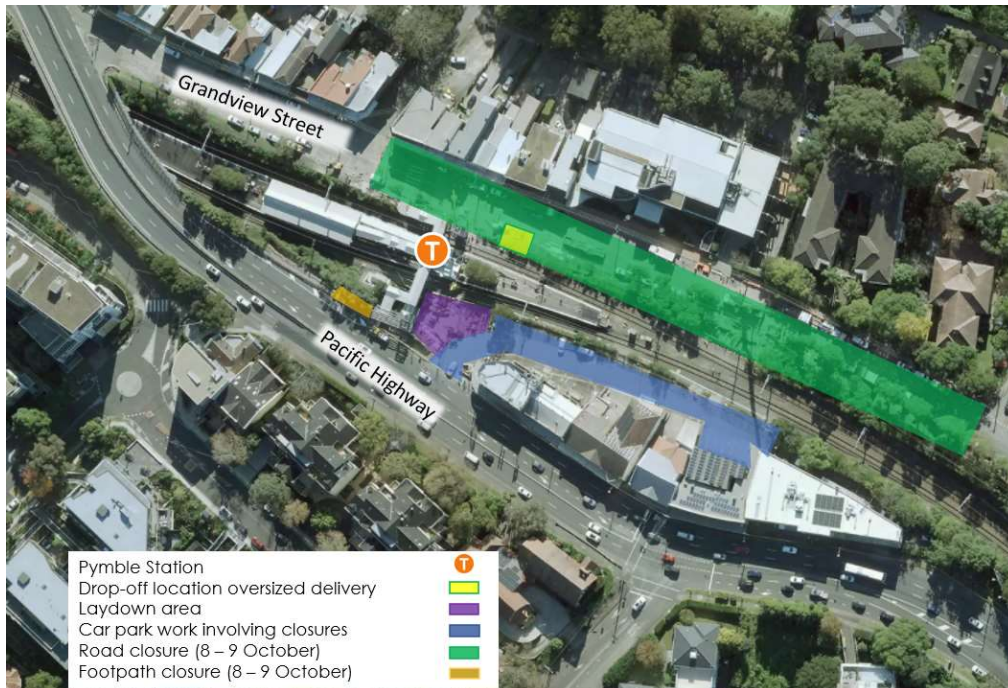 Grandview Street
T
Pacific Highway
Pymble Station T
Drop-off location oversized delivery
Laydown area
Car park work involving closures
Road closure (8 – 9 October)
Footpath closure (8 – 9 October)